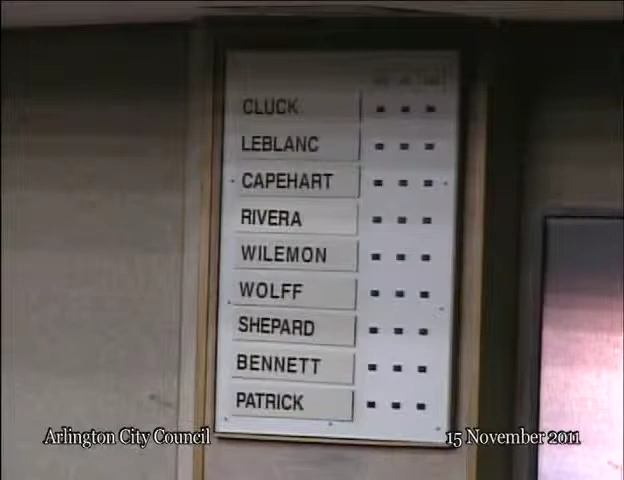 CLUCK
LEBLANC
CAPEHART
RIVERA
WILEMON
WOLFF
SHEPARD
BENNETT
PATRICK
Arlington City Council
15 November 2011